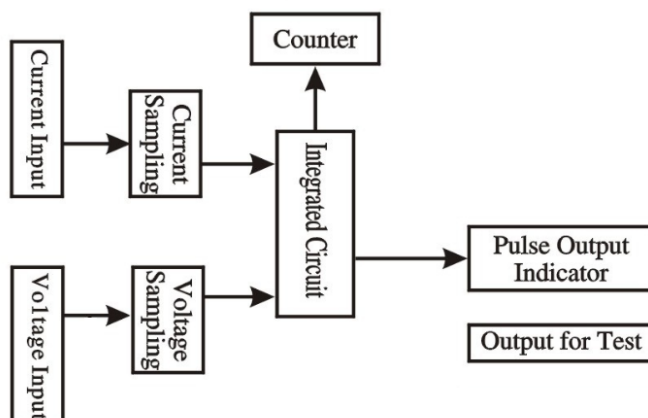 Counter
Current Input
Current
Sampling
Integrated Circuit
Voltage Input
Voltage
Sampling
Pulse Output
Indicator
Output for Test